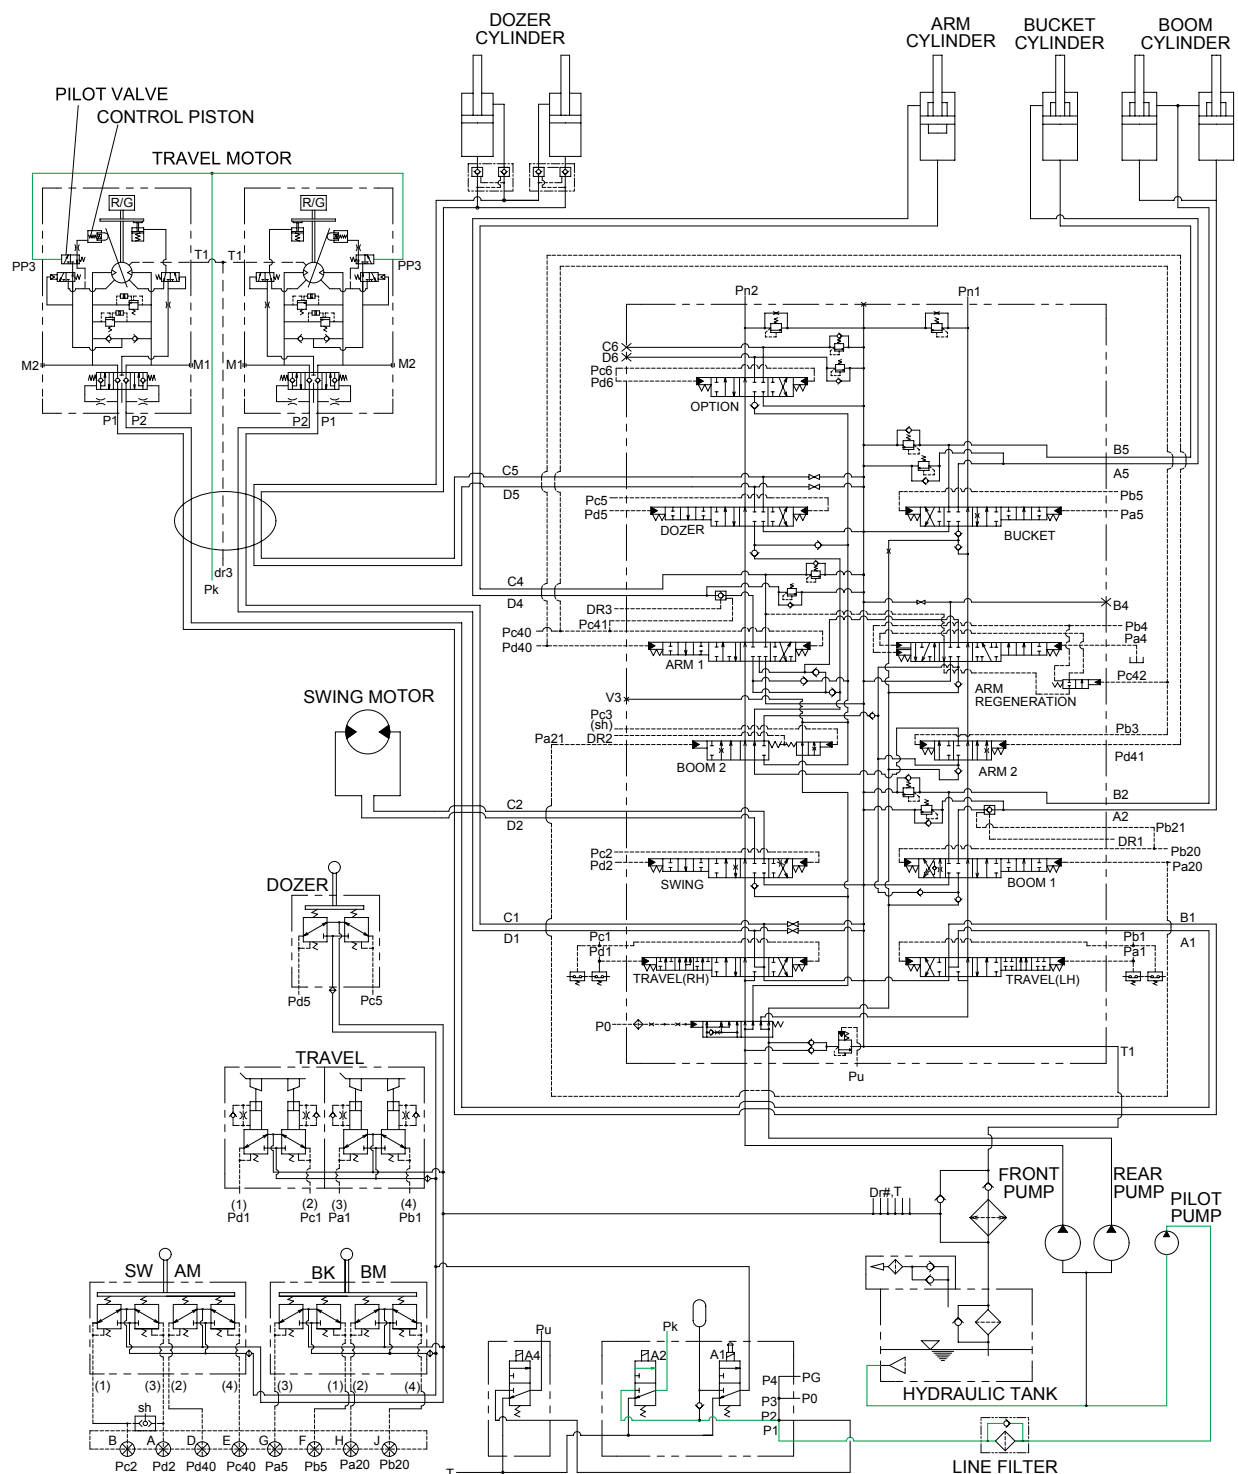 DOZER
CYLINDER
ARM
CYLINDER
BUCKET
CYLINDER
BOOM
CYLINDER
PILOT VALVE
CONTROL PISTON
TRAVEL MOTOR
R/G
R/G
T1
T1
PP3
PP3
M2
M1
M1
M2
P1
P2
P2
P1
Pn2
Pn1
C6
D6
Pc6
Pd6
OPTION
B5
A5
C5
D5
Pc5
Pd5
DOZER
Pb5
Pa5
BUCKET
dr3
Pk
C4
D4
DR3
Pc41
Pc40
Pd40
ARM 1
B4
Pb4
Pa4
Pc42
ARM
REGENERATION
SWING MOTOR
V3
Pc3
(sh)
DR2
Pa21
BOOM 2
Pb3
Pd41
ARM 2
C2
D2
B2
A2
Pb21
DR1
Pc2
Pd2
SWING
Pb20
Pa20
BOOM 1
DOZER
C1
D1
B1
A1
Pc1
Pd1
TRAVEL(RH)
Pb1
Pa1
TRAVEL(LH)
Pd5
Pc5
P0
T1
Pu
TRAVEL
(1)
Pd1
(2)
Pc1
(3)
Pa1
(4)
Pb1
Dr#,T
FRONT
PUMP
REAR
PUMP
PILOT
PUMP
SW
AM
BK
BM
(1)
(3)
(2)
(4)
(3)
(1)
(2)
(4)
sh
B
A
D
E
G
F
H
J
Pc2
Pd2
Pd40
Pc40
Pa5
Pb5
Pa20
Pb20
Pu
A4
Pk
A2
A1
P4
PG
P3
P0
P2
P1
T
HYDRAULIC TANK
LINE FILTER